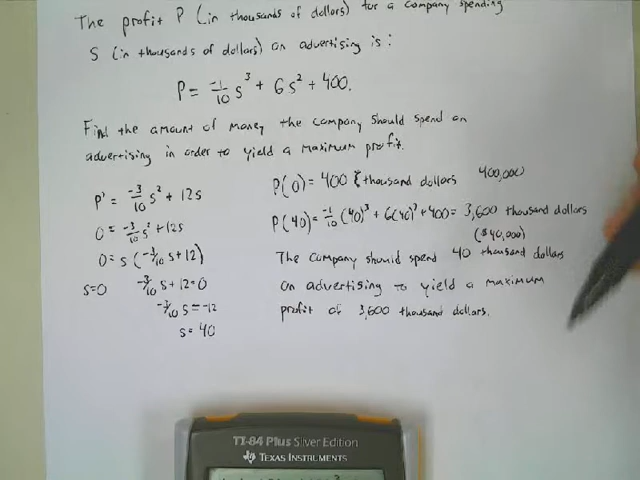 The profit P (in thousands of dollars) for a company spending
S (in thousands of dollars) on advertising is:
P = -1/10 s³ + 6s² + 400.
Find the amount of money the company should spend on
advertising in order to yield a maximum profit.
P' = -3/10 s² + 12s
0 = -3/10 s² + 12s
0 = s(-3/10 s + 12)
s=0 -3/10 s + 12 = 0
-3/10 s = -12
s = 40
P(0) = 400 thousand dollars 400,000
P(40) = -1/10 (40)³ + 6(40)² + 400 = 3,600 thousand dollars
($40,000)
The company should spend 40 thousand dollars
on advertising to yield a maximum
profit of 3,600 thousand dollars.
TI-84 Plus Silver Edition
TEXAS INSTRUMENTS